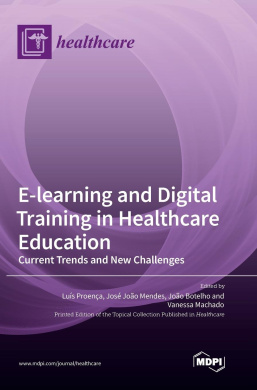 healthcare
E-learning and Digital
Training in Healthcare
Education
Current Trends and New Challenges
Edited by
Luís Proença, José João Mendes, João Botelho and
Vanessa Machado
Printed Edition of the Topical Collection Published in Healthcare
www.mdpi.com/journal/healthcare
MDPI